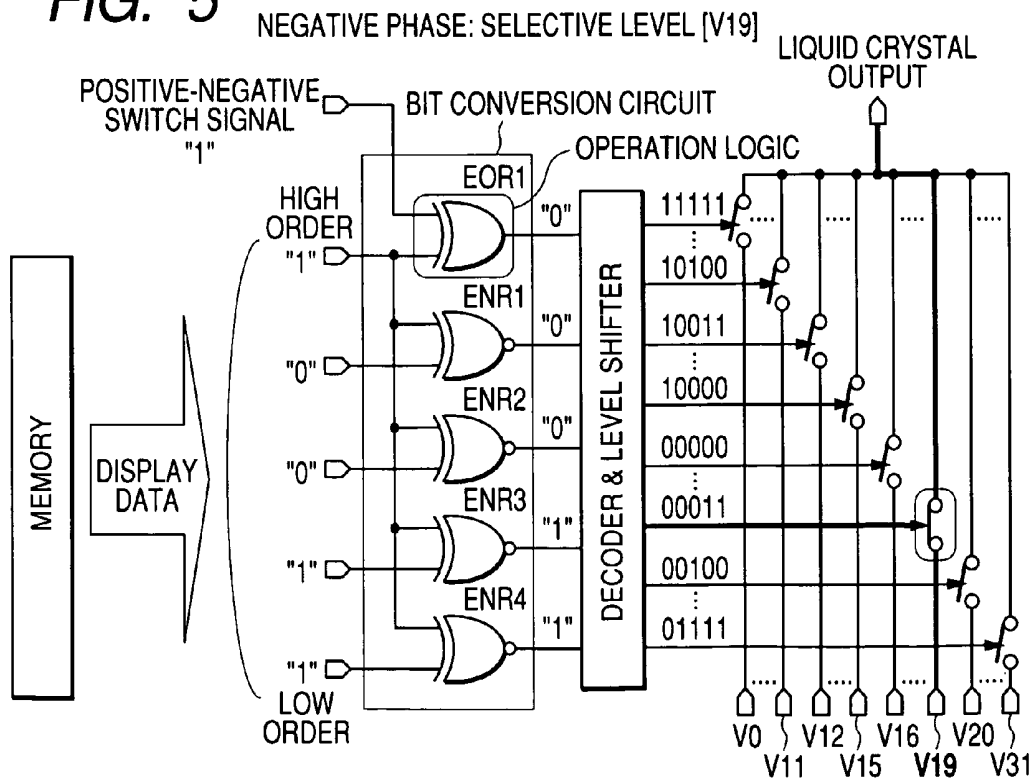 FIG. 5
NEGATIVE PHASE: SELECTIVE LEVEL [V19]
LIQUID CRYSTAL
OUTPUT
POSITIVE-NEGATIVE
SWITCH SIGNAL
"1"
BIT CONVERSION CIRCUIT
OPERATION LOGIC
EOR1
HIGH
ORDER
"1"
"0"
ENR1
"0"
"0"
ENR2
"0"
"0"
ENR3
"1"
"1"
ENR4
"1"
"1"
LOW
ORDER
MEMORY
DISPLAY
DATA
DECODER & LEVEL SHIFTER
11111
10100
10011
10000
00000
00011
00100
01111
V0 V12 V16 V20
V11 V15 V19 V31